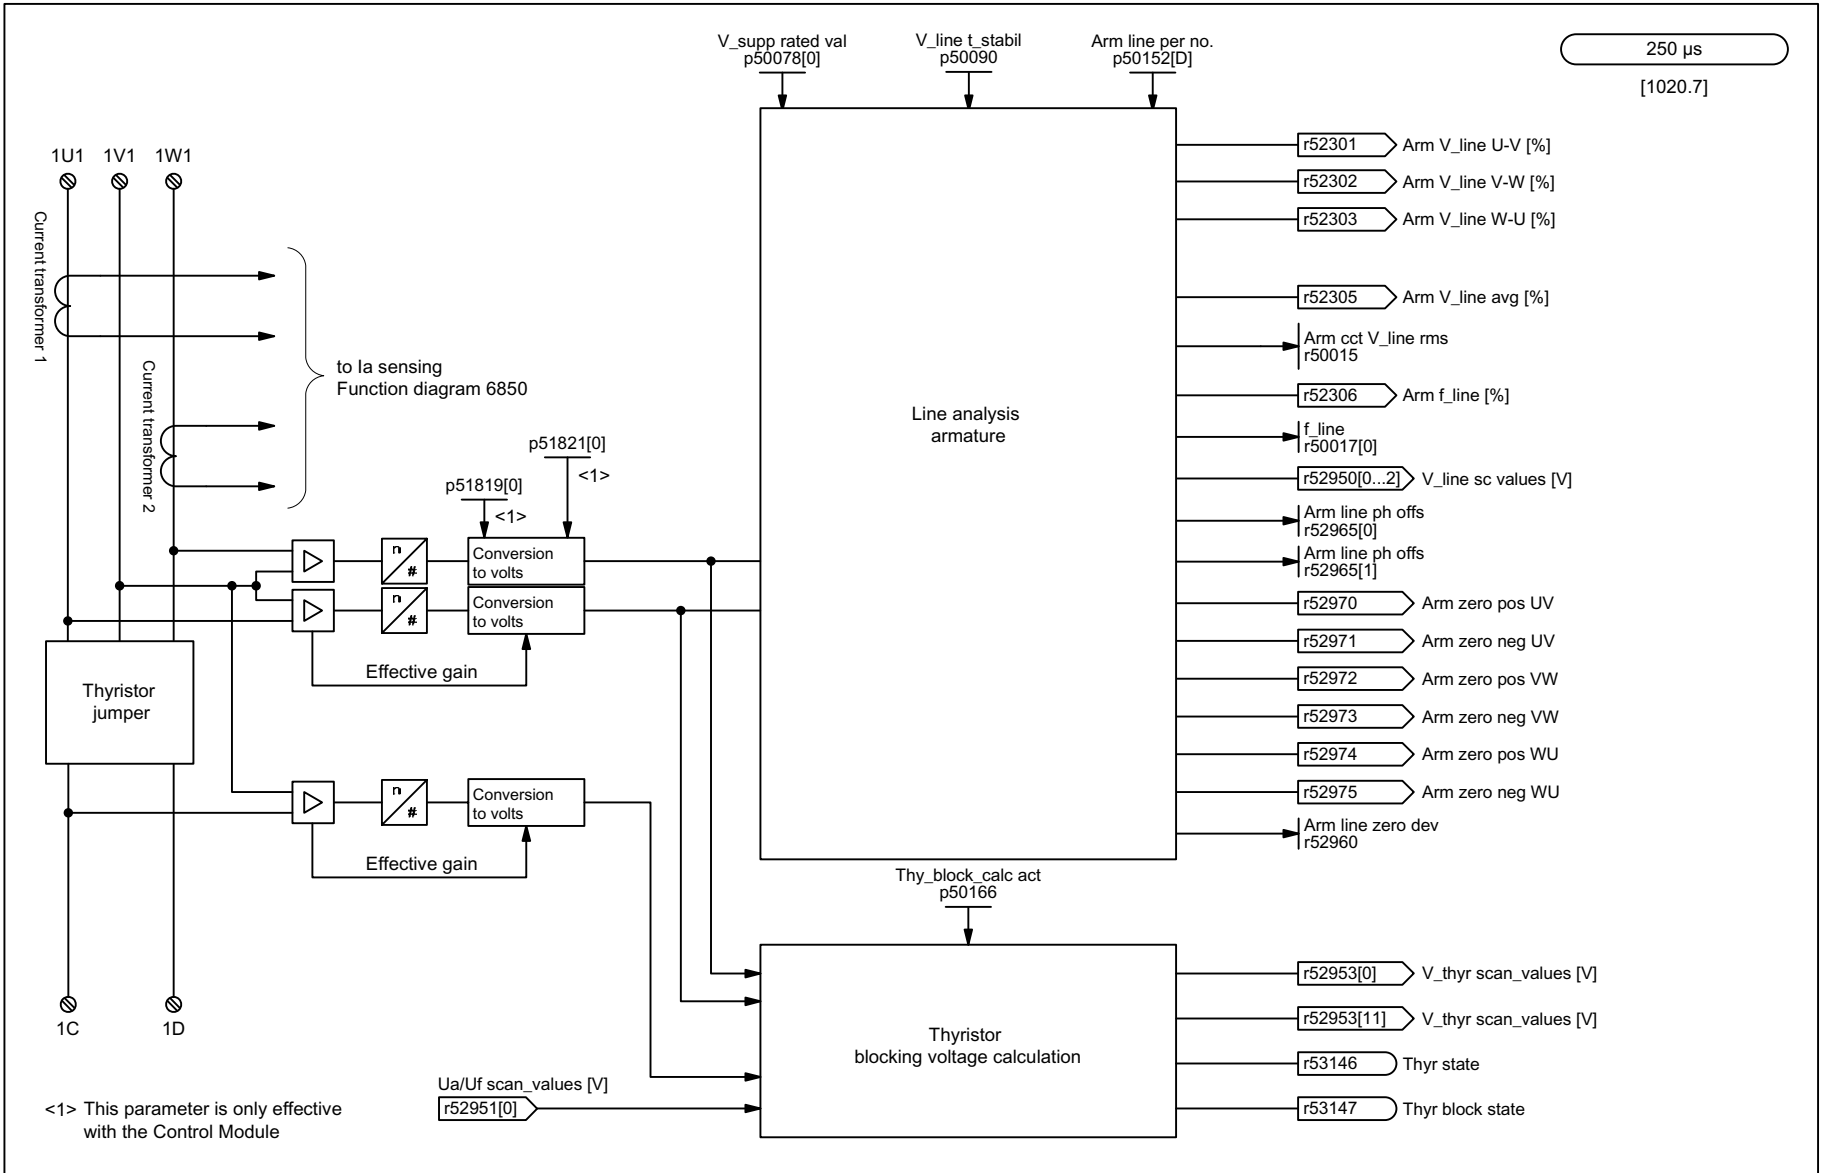 V_supp rated val
p50078[0]
V_line t_stabil
p50090
Arm line per no.
p50152[D]
250 µs
[1020.7]
1U1
1V1
1W1
Current transformer 1
Current transformer 2
to Ia sensing
Function diagram 6850
p51821[0]
<1>
p51819[0]
<1>
n
#
Conversion
to volts
n
#
Conversion
to volts
Effective gain
Thyristor
jumper
n
#
Conversion
to volts
Effective gain
1C
1D
Line analysis
armature
r52301 Arm V_line U-V [%]
r52302 Arm V_line V-W [%]
r52303 Arm V_line W-U [%]
r52305 Arm V_line avg [%]
Arm cct V_line rms
r50015
r52306 Arm f_line [%]
f_line
r50017[0]
r52950[0...2] V_line sc values [V]
Arm line ph offs
r52965[0]
Arm line ph offs
r52965[1]
r52970 Arm zero pos UV
r52971 Arm zero neg UV
r52972 Arm zero pos VW
r52973 Arm zero neg VW
r52974 Arm zero pos WU
r52975 Arm zero neg WU
Arm line zero dev
r52960
Thy_block_calc act
p50166
Thyristor
blocking voltage calculation
r52953[0] V_thyr scan_values [V]
r52953[11] V_thyr scan_values [V]
r53146 Thyr state
r53147 Thyr block state
Ua/Uf scan_values [V]
r52951[0]
<1> This parameter is only effective
with the Control Module